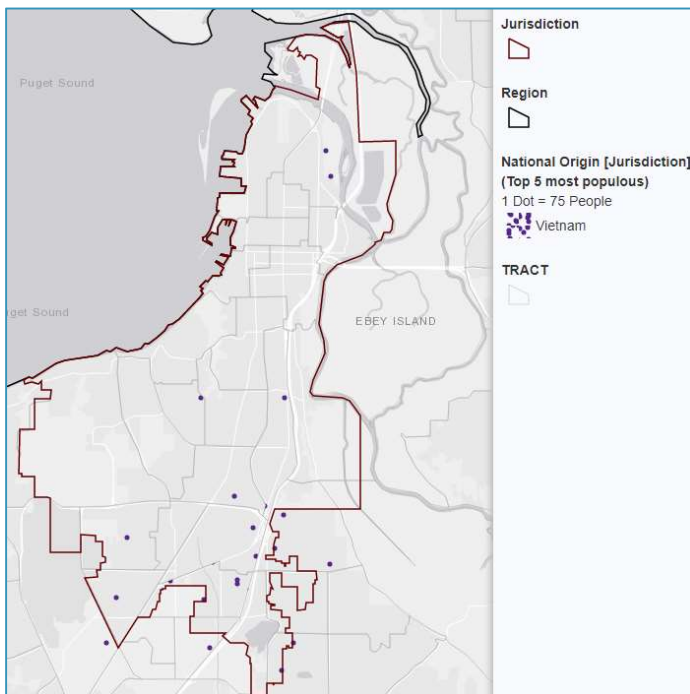 Puget Sound
get Sound
EBEY ISLAND
Jurisdiction
Region
National Origin [Jurisdiction]
(Top 5 most populous)
1 Dot = 75 People
Vietnam
TRACT